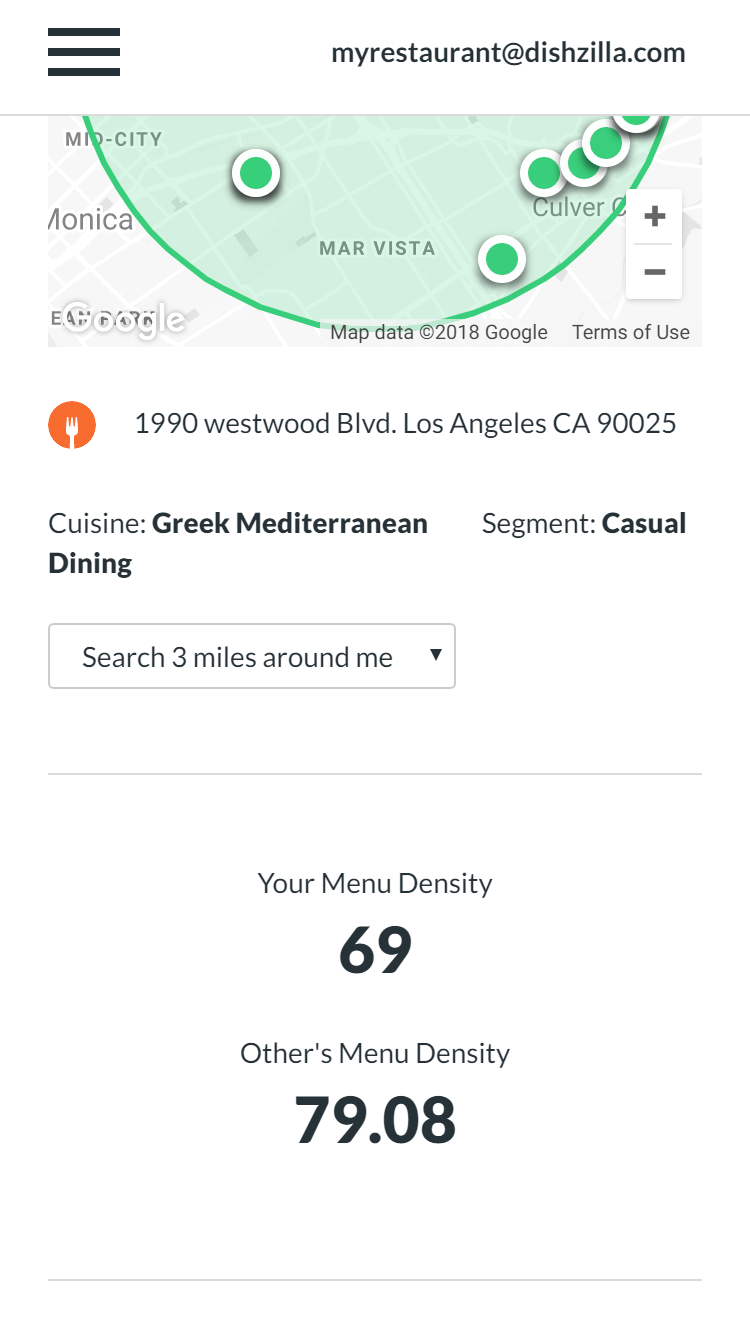 myrestaurant@dishzilla.com
MID-CITY
Monica
Culver C
MAR VISTA
EAN PARK
Google
Map data ©2018 Google Terms of Use
1990 westwood Blvd. Los Angeles CA 90025
Cuisine: Greek Mediterranean Segment: Casual
Dining
Search 3 miles around me
Your Menu Density
69
Other's Menu Density
79.08